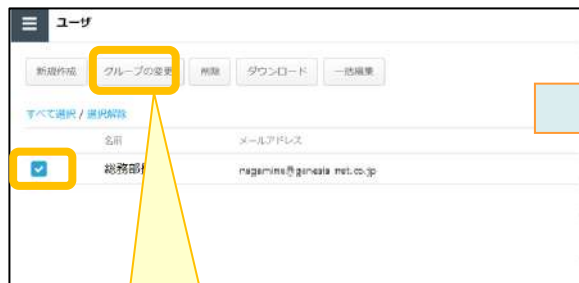 ユーザ
新規作成 グループの変更 削除 ダウンロード 一括編集
すべて選択 / 選択解除
名前 メールアドレス
総務部 nagamine@genesis-net.co.jp